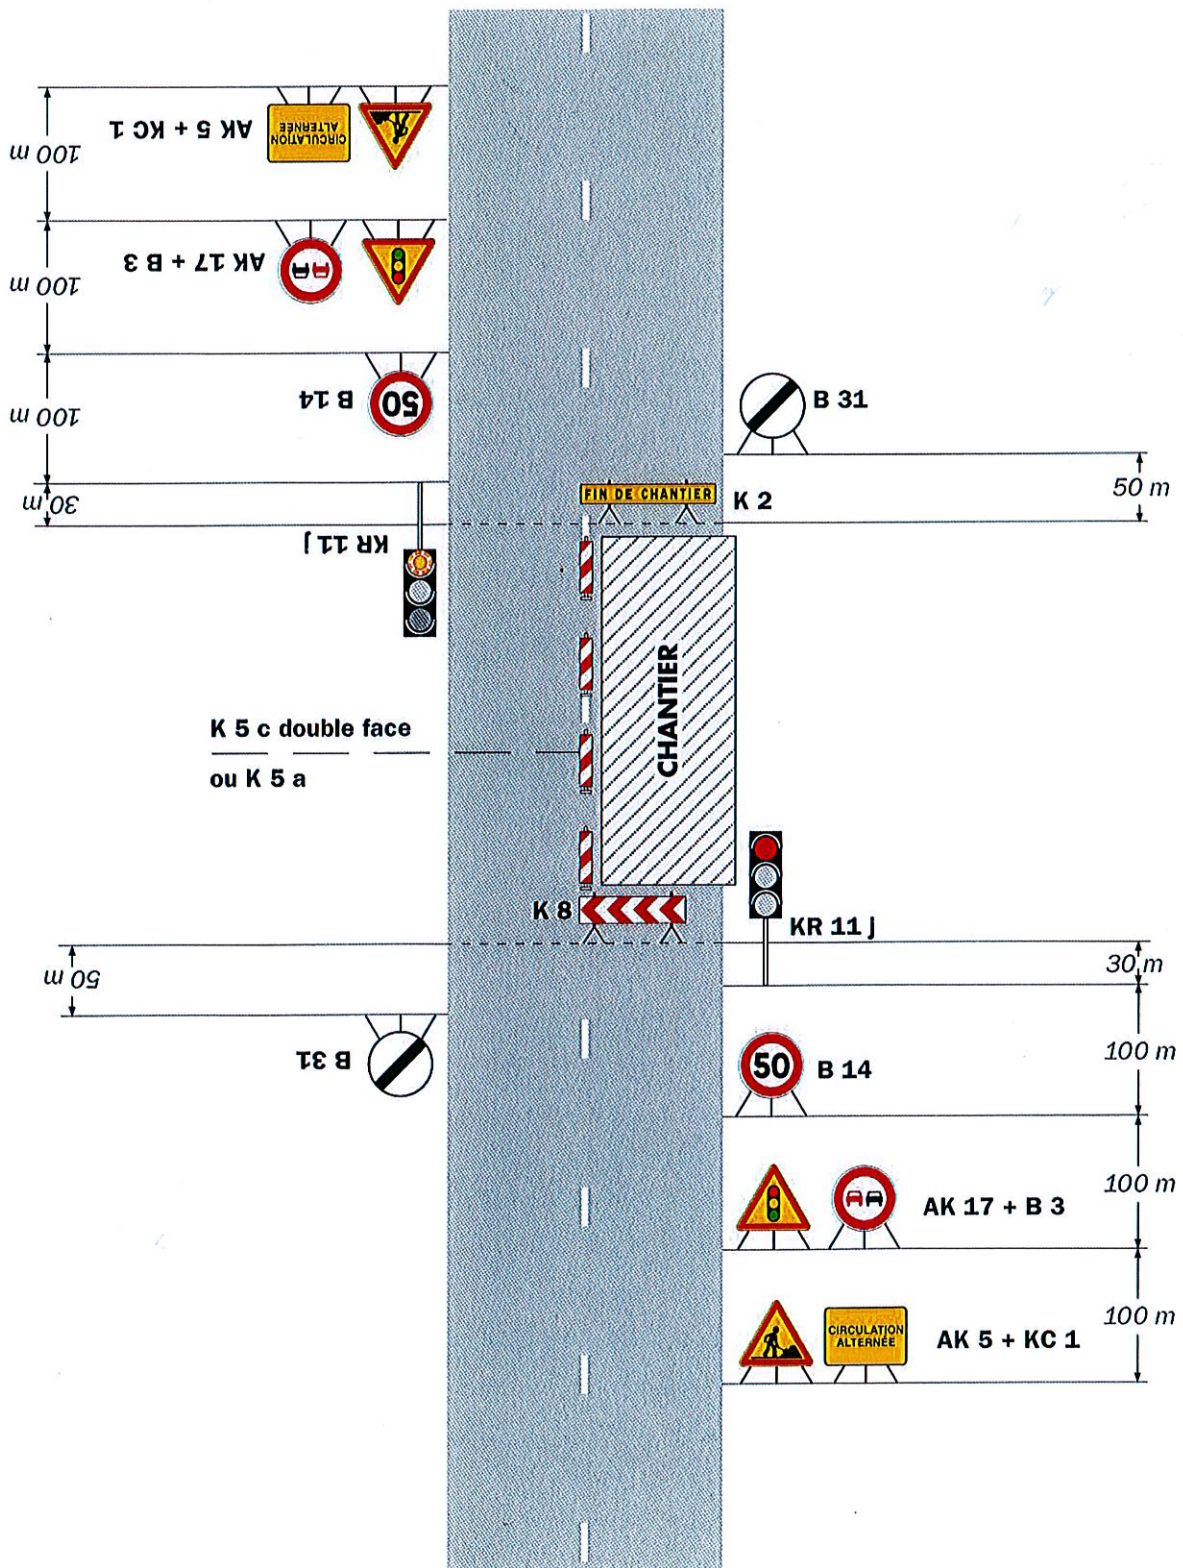 100 m
AK 5 + KC 1
CIRCULATION
ALTERNÉE
100 m
AK 17 + B 3
100 m
B 14
50
B 31
30 m
KR 11 j
FIN DE CHANTIER
K 2
50 m
CHANTIER
K 5 c double face
ou K 5 a
K 8
KR 11 j
50 m
B 31
30 m
50
B 14
100 m
AK 17 + B 3
100 m
CIRCULATION
ALTERNÉE
AK 5 + KC 1
100 m